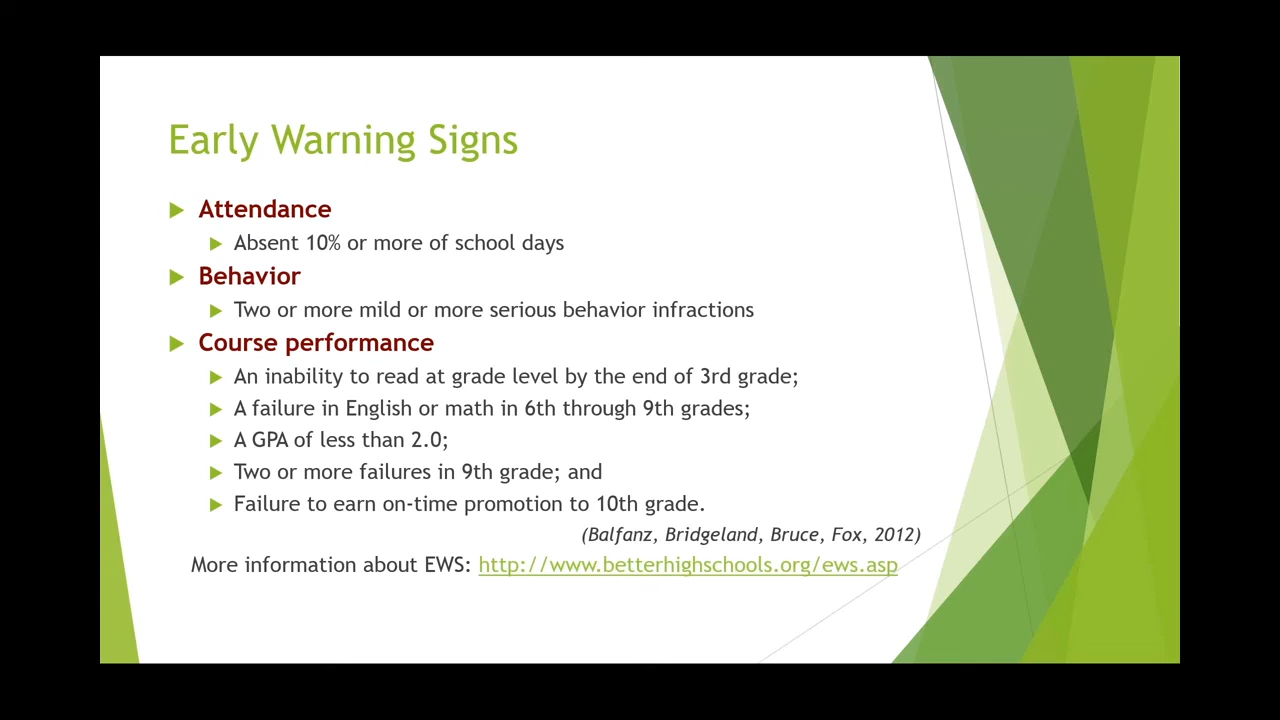 Early Warning Signs
Attendance
Absent 10% or more of school days
Behavior
Two or more mild or more serious behavior infractions
Course performance
An inability to read at grade level by the end of 3rd grade;
A failure in English or math in 6th through 9th grades;
A GPA of less than 2.0;
Two or more failures in 9th grade; and
Failure to earn on-time promotion to 10th grade.
(Balfanz, Bridgeland, Bruce, Fox, 2012)
More information about EWS: http://www.betterhighschools.org/ews.asp